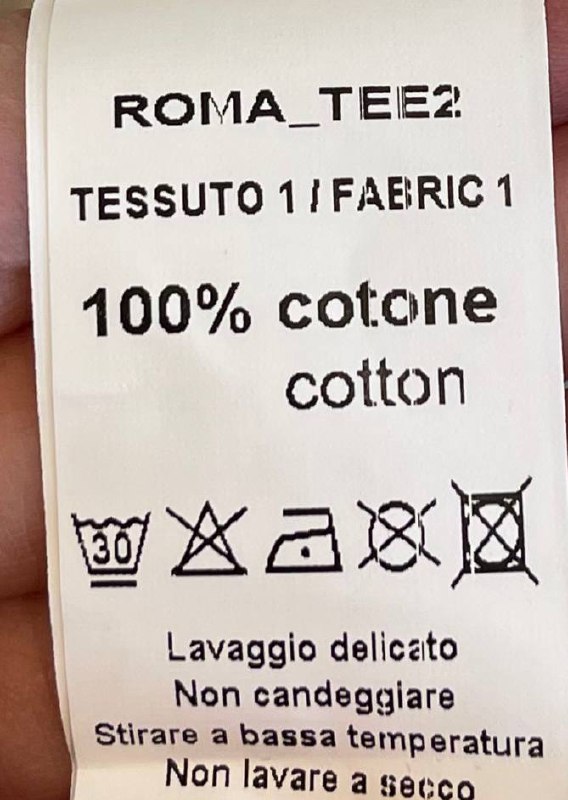 ROMA_TEE2
TESSUTO 1 / FABRIC 1
100% cotone
cotton
30
Lavaggio delicato
Non candeggiare
Stirare a bassa temperatura
Non lavare a secco